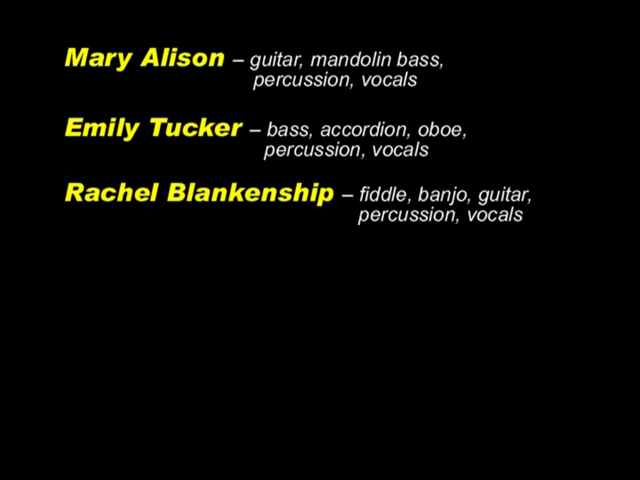 Mary Alison – guitar, mandolin bass,
percussion, vocals
Emily Tucker – bass, accordion, oboe,
percussion, vocals
Rachel Blankenship – fiddle, banjo, guitar,
percussion, vocals